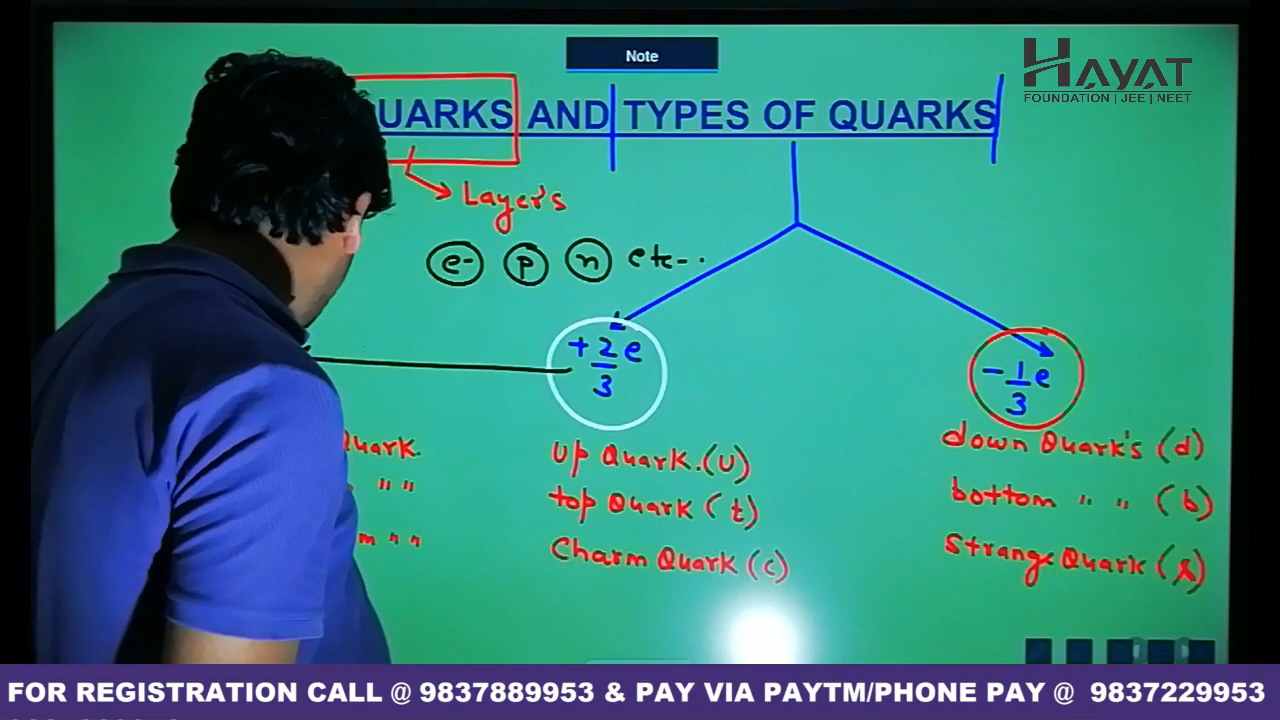 Note
HAYAT
FOUNDATION | JEE | NEET
UARKS AND TYPES OF QUARKS
Layer's
e- p n etc--
+2/3 e
-1/3 e
Quark. Up Quark.(U) down Quark's (d)
" " top Quark (t) bottom " " (b)
m " " Charm Quark (c) Strange Quark (s)
FOR REGISTRATION CALL @ 9837889953 & PAY VIA PAYTM/PHONE PAY @ 9837229953